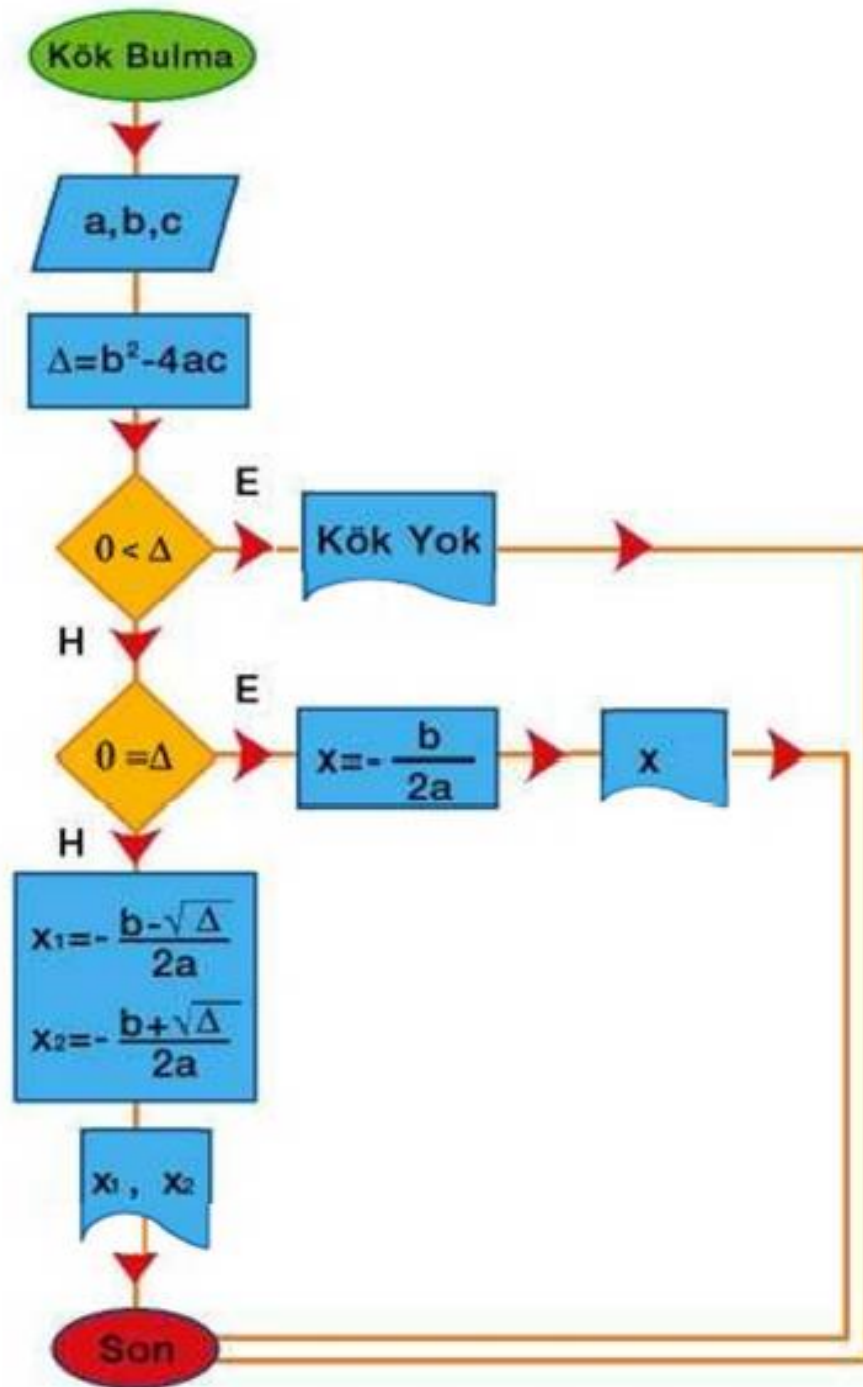 Kök Bulma
a,b,c
Δ=b²-4ac
E
0 < Δ
Kök Yok
H
E
0 =Δ
x=- b/2a
x
H
x₁=- b-√Δ/2a
x₂=- b+√Δ/2a
x₁ , x₂
Son